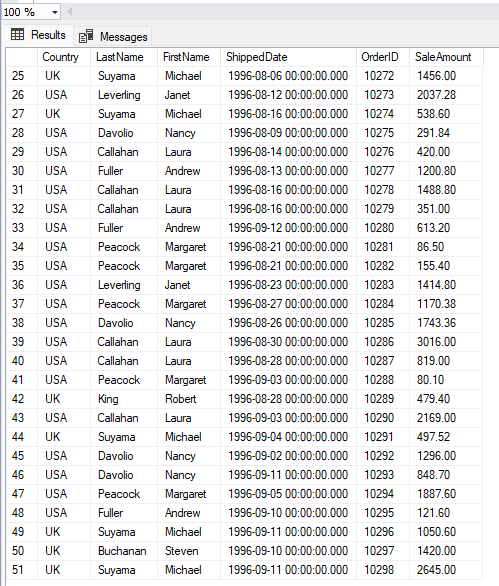 100 %
Results Messages
Country LastName FirstName ShippedDate OrderID SaleAmount
25 UK Suyama Michael 1996-08-06 00:00:00.000 10272 1456.00
26 USA Leverling Janet 1996-08-12 00:00:00.000 10273 2037.28
27 UK Suyama Michael 1996-08-16 00:00:00.000 10274 538.60
28 USA Davolio Nancy 1996-08-09 00:00:00.000 10275 291.84
29 USA Callahan Laura 1996-08-14 00:00:00.000 10276 420.00
30 USA Fuller Andrew 1996-08-13 00:00:00.000 10277 1200.80
31 USA Callahan Laura 1996-08-16 00:00:00.000 10278 1488.80
32 USA Callahan Laura 1996-08-16 00:00:00.000 10279 351.00
33 USA Fuller Andrew 1996-09-12 00:00:00.000 10280 613.20
34 USA Peacock Margaret 1996-08-21 00:00:00.000 10281 86.50
35 USA Peacock Margaret 1996-08-21 00:00:00.000 10282 155.40
36 USA Leverling Janet 1996-08-23 00:00:00.000 10283 1414.80
37 USA Peacock Margaret 1996-08-27 00:00:00.000 10284 1170.38
38 USA Davolio Nancy 1996-08-26 00:00:00.000 10285 1743.36
39 USA Callahan Laura 1996-08-30 00:00:00.000 10286 3016.00
40 USA Callahan Laura 1996-08-28 00:00:00.000 10287 819.00
41 USA Peacock Margaret 1996-09-03 00:00:00.000 10288 80.10
42 UK King Robert 1996-08-28 00:00:00.000 10289 479.40
43 USA Callahan Laura 1996-09-03 00:00:00.000 10290 2169.00
44 UK Suyama Michael 1996-09-04 00:00:00.000 10291 497.52
45 USA Davolio Nancy 1996-09-02 00:00:00.000 10292 1296.00
46 USA Davolio Nancy 1996-09-11 00:00:00.000 10293 848.70
47 USA Peacock Margaret 1996-09-05 00:00:00.000 10294 1887.60
48 USA Fuller Andrew 1996-09-10 00:00:00.000 10295 121.60
49 UK Suyama Michael 1996-09-11 00:00:00.000 10296 1050.60
50 UK Buchanan Steven 1996-09-10 00:00:00.000 10297 1420.00
51 UK Suyama Michael 1996-09-11 00:00:00.000 10298 2645.00